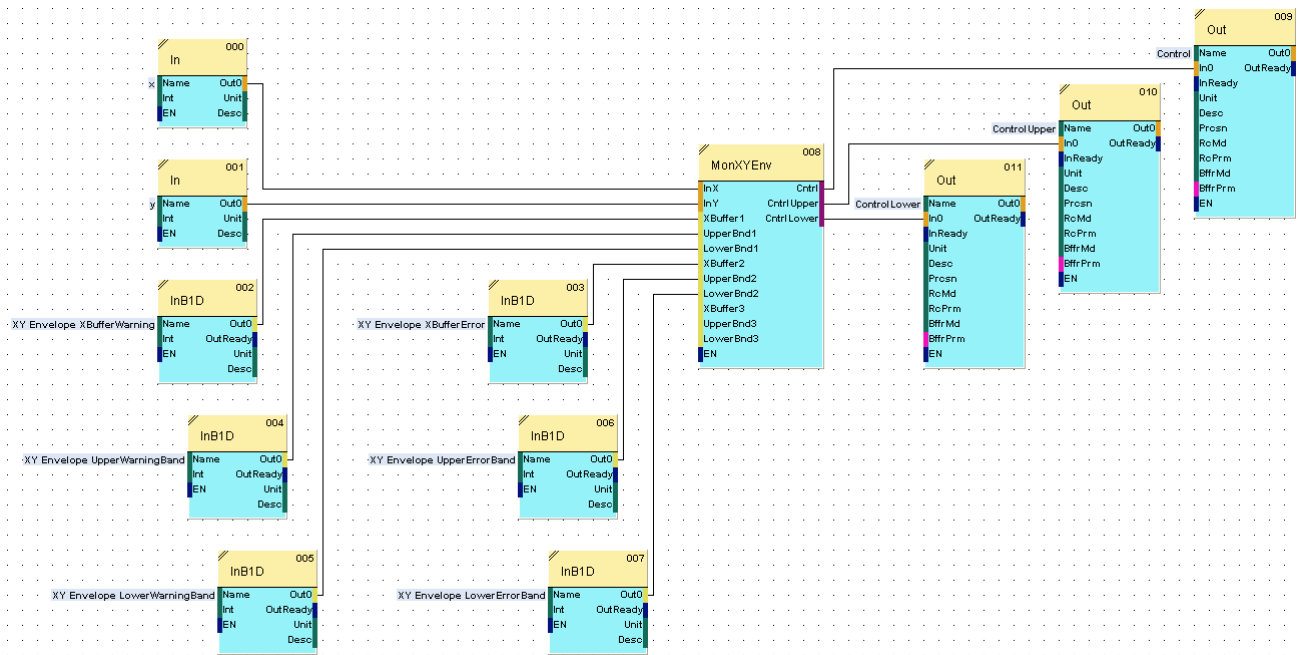 000
In
x
Name Out0
Int Unit
EN Desc
001
In
y
Name Out0
Int Unit
EN Desc
002
InB1D
XY Envelope XBufferWarning
Name Out0
OutReady
Int
EN Unit
Desc
003
InB1D
XY Envelope XBufferError
Name Out0
Int OutReady
EN Unit
Desc
004
InB1D
XY Envelope UpperWarningBand
Name Out0
Int OutReady
EN Unit
Desc
006
InB1D
XY Envelope UpperErrorBand
Name Out0
Int OutReady
EN Unit
Desc
005
InB1D
XY Envelope LowerWarningBand
Name Out0
Int OutReady
EN Unit
Desc
007
InB1D
XY Envelope LowerErrorBand
Name Out0
Int OutReady
EN Unit
Desc
008
MonXYEnv
InX Cntrl
InY Cntrl Upper
XBuffer1 Cntrl Lower
UpperBnd1
LowerBnd1
XBuffer2
UpperBnd2
LowerBnd2
XBuffer3
UpperBnd3
LowerBnd3
EN
011
Out
Control Lower
Name Out0
In0 OutReady
InReady
Unit
Desc
Prcsn
RcMd
RcPrm
BffrMd
BffrPrm
EN
010
Out
Control Upper
Name Out0
In0 OutReady
InReady
Unit
Desc
Prcsn
RcMd
RcPrm
BffrMd
BffrPrm
EN
009
Out
Control
Name Out0
In0 OutReady
InReady
Unit
Desc
Prcsn
RcMd
RcPrm
BffrMd
BffrPrm
EN